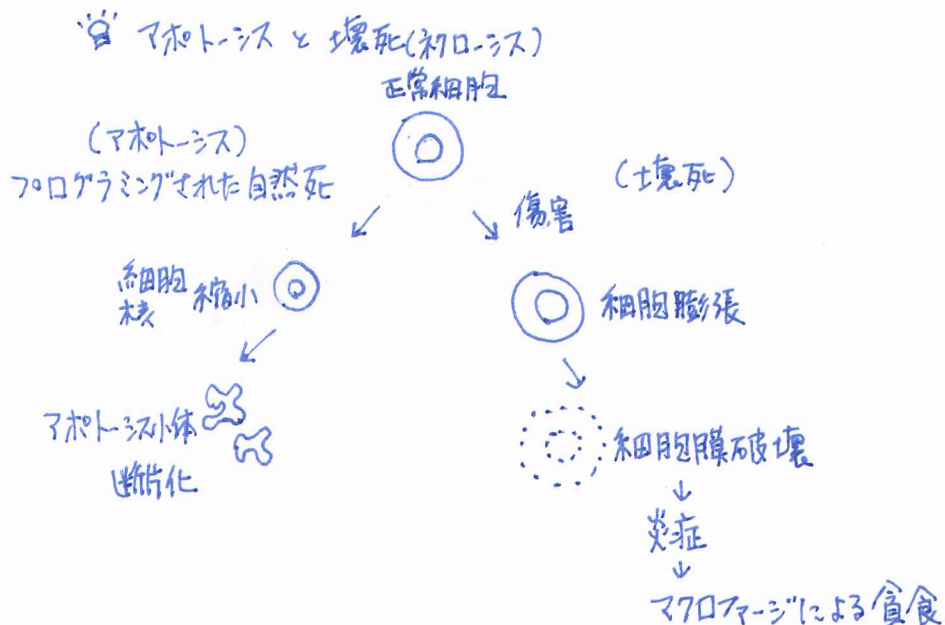 アポトーシスと壊死(ネクローシス)
正常細胞
(アポトーシス)
プログラミングされた自然死
(壊死)
傷害
細胞
核
縮小
細胞膨張
アポトーシス小体
断片化
細胞膜破壊
↓
炎症
↓
マクロファージによる貪食